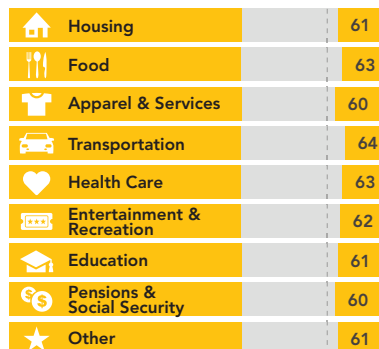 Housing 61
Food 63
Apparel & Services 60
Transportation 64
Health Care 63
Entertainment &
Recreation 62
Education 61
Pensions &
Social Security 60
Other 61